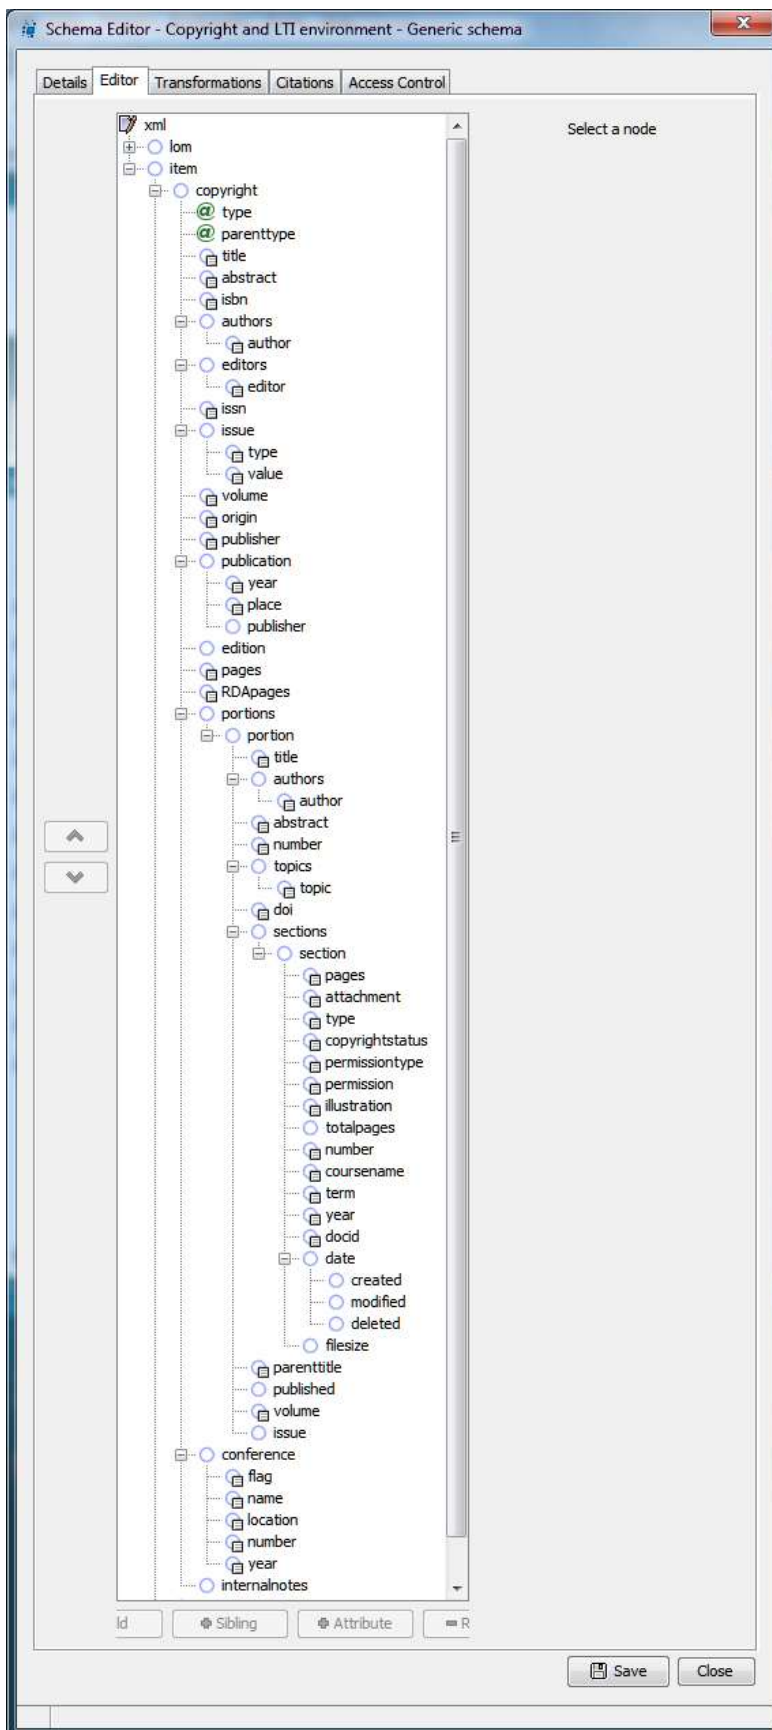 Schema Editor - Copyright and LTI environment - Generic schema
Details Editor Transformations Citations Access Control
xml
Select a node
lom
item
copyright
@ type
@ parenttype
title
abstract
isbn
authors
author
editors
editor
issn
issue
type
value
volume
origin
publisher
publication
year
place
publisher
edition
pages
RDApages
portions
portion
title
authors
author
abstract
number
topics
topic
doi
sections
section
pages
attachment
type
copyrightstatus
permissiontype
permission
illustration
totalpages
number
coursename
term
year
docid
date
created
modified
deleted
filesize
parenttitle
published
volume
issue
conference
flag
name
location
number
year
internalnotes
ld Sibling Attribute R
Save Close